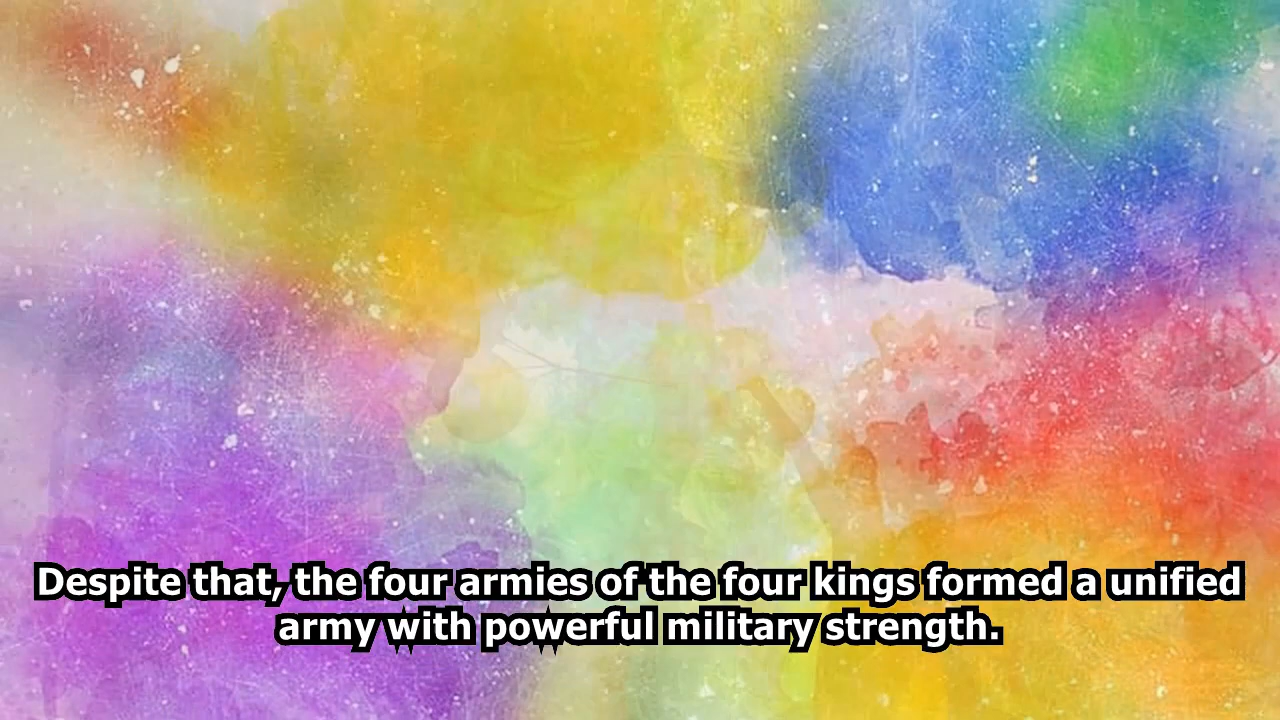 Despite that, the four armies of the four kings formed a unified
army with powerful military strength.